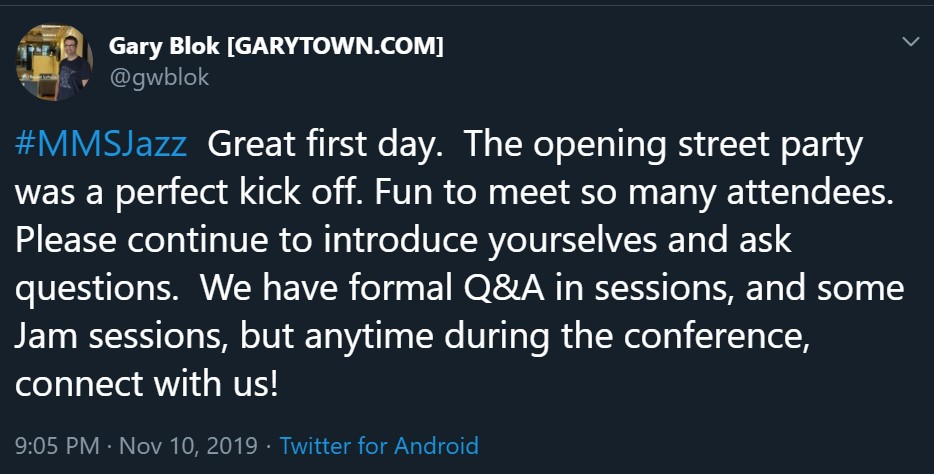 Gary Blok [GARYTOWN.COM]
@gwblok
#MMSJazz  Great first day.  The opening street party
was a perfect kick off. Fun to meet so many attendees.
Please continue to introduce yourselves and ask
questions.  We have formal Q&A in sessions, and some
Jam sessions, but anytime during the conference,
connect with us!
9:05 PM · Nov 10, 2019 · Twitter for Android